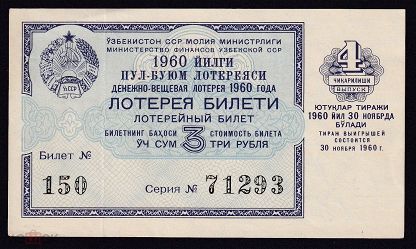 ЎЗБЕКИСТОН ССР МОЛИЯ МИНИСТРЛИГИ
МИНИСТЕРСТВО ФИНАНСОВ УЗБЕКСКОЙ ССР
1960 ЙИЛГИ
ПУЛ-БУЮМ ЛОТЕРЕЯСИ
ДЕНЕЖНО-ВЕЩЕВАЯ ЛОТЕРЕЯ 1960 ГОДА
ЛОТЕРЕЯ БИЛЕТИ
ЛОТЕРЕЙНЫЙ БИЛЕТ
БИЛЕТНИНГ БАҲОСИ 3 СТОИМОСТЬ БИЛЕТА
УЧ СУМ ТРИ РУБЛЯ
Билет №
150 Серия № 71293
4
ЧИҚАРИЛИШИ
ВЫПУСК
ЮТУҚЛАР ТИРАЖИ
1960 ЙИЛ 30 НОЯБРДА
БЎЛАДИ
ТИРАЖ ВЫИГРЫШЕЙ
СОСТОИТСЯ
30 НОЯБРЯ 1960 г.